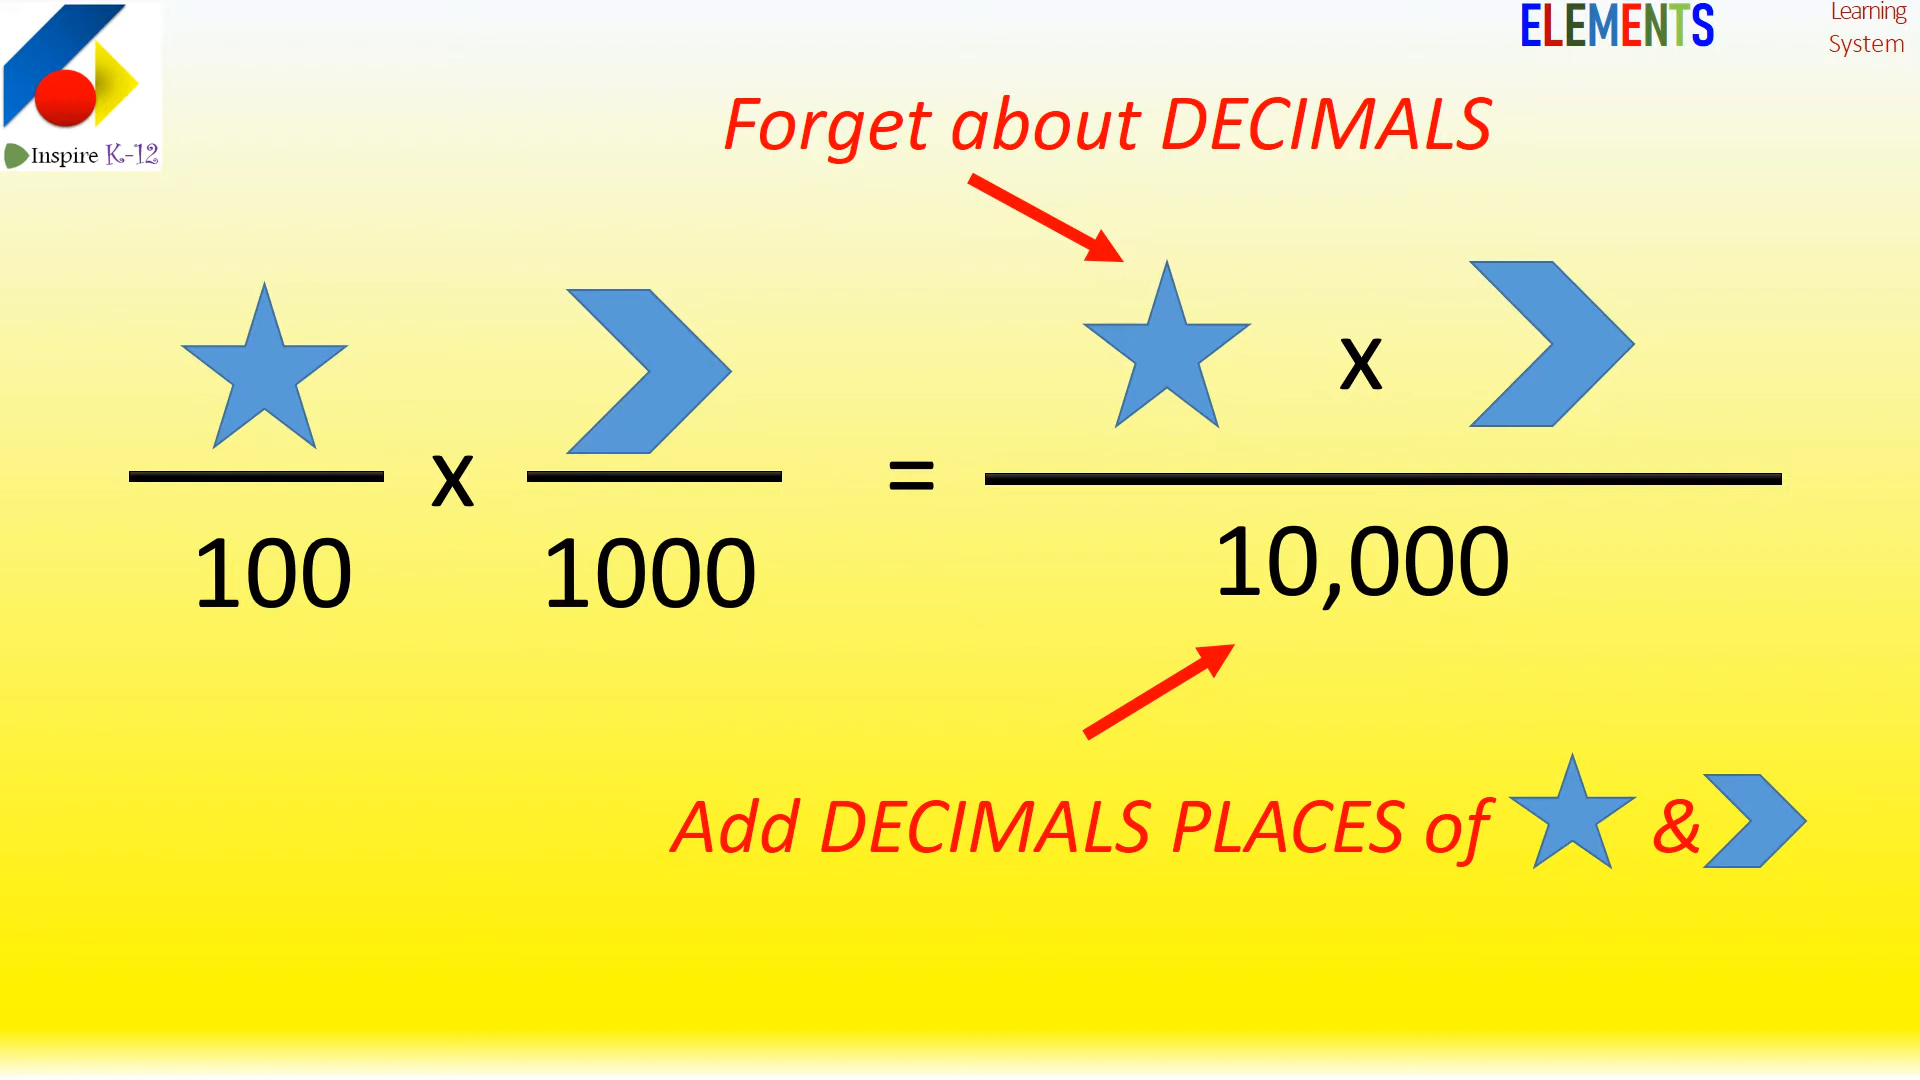 ELEMENTS
Learning
System
Inspire K-12
Forget about DECIMALS
x
x
=
100
1000
10,000
Add DECIMALS PLACES of &